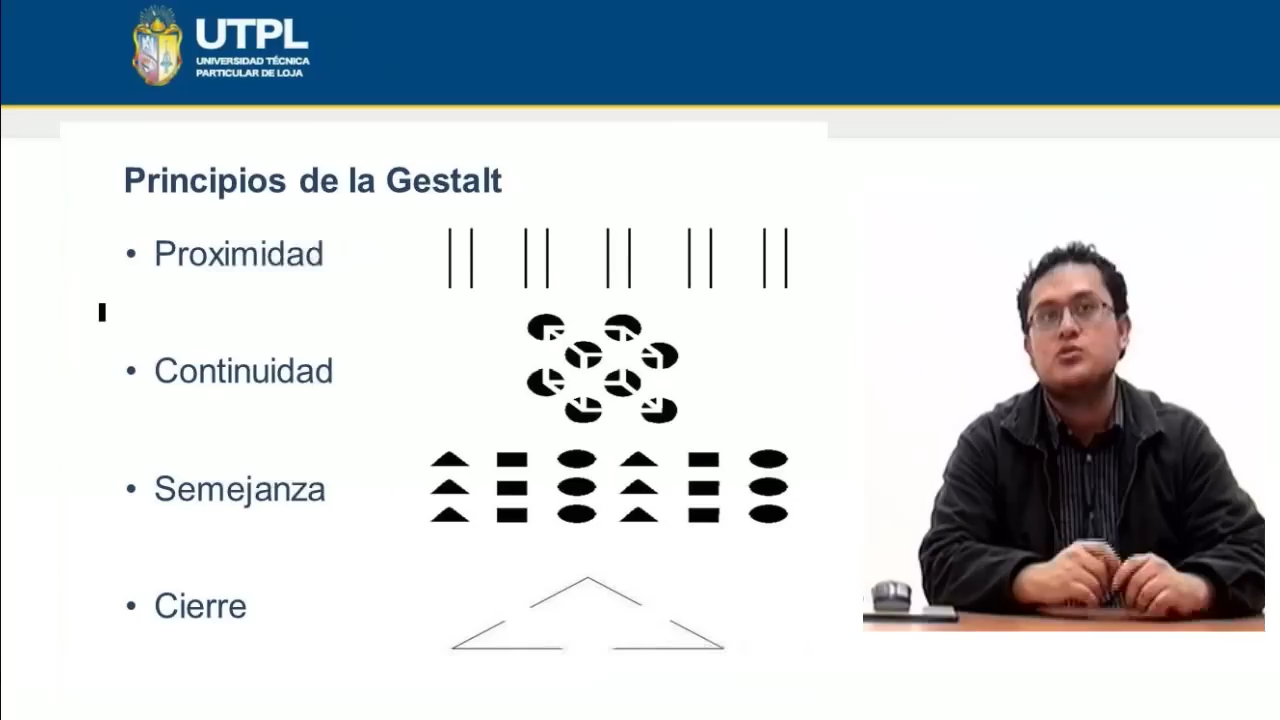 UTPL
UNIVERSIDAD TÉCNICA
PARTICULAR DE LOJA
Principios de la Gestalt
• Proximidad
• Continuidad
• Semejanza
• Cierre